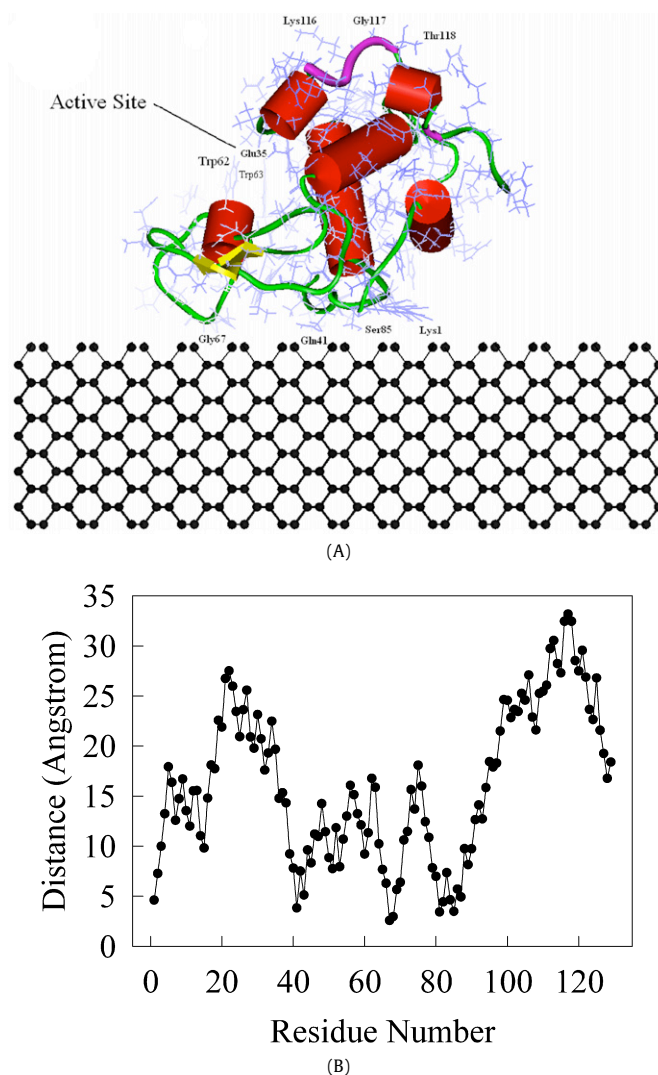 Lys116 Gly117 Thr118
Active Site
Glu35
Trp62
Trp63
Gly67 Gln41 Ser85 Lys1
(A)
35
30
25
20
15
10
5
0
Distance (Angstrom)
0 20 40 60 80 100 120
Residue Number
(B)